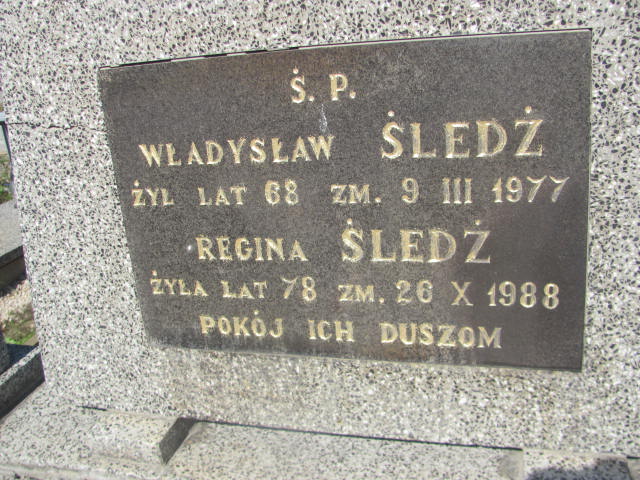 Ś. P.
WŁADYSŁAW ŚLEDŻ
ŻYŁ LAT 68 ZM. 9 III 1977
REGINA ŚLEDŻ
ŻYŁA LAT 78 ZM. 26 X 1988
POKÓJ ICH DUSZOM